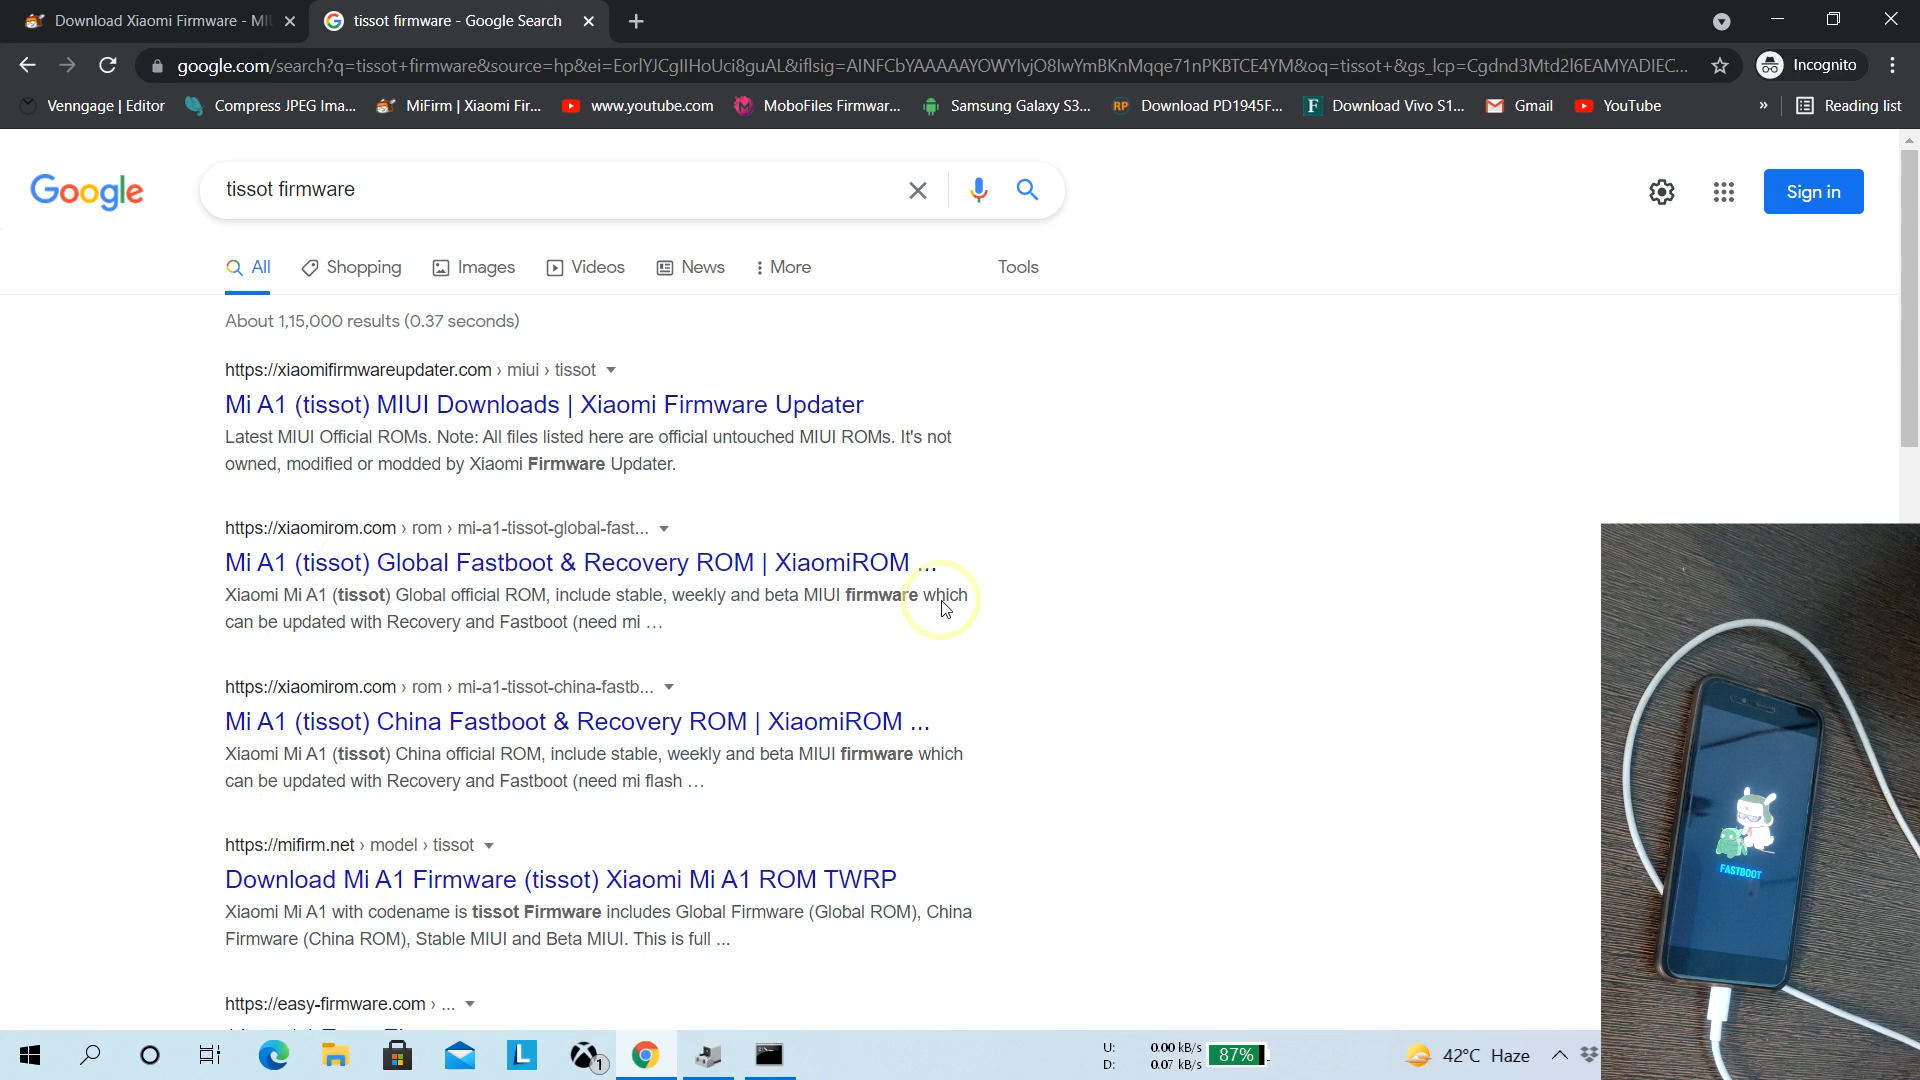 Download Xiaomi Firmware - MI
tissot firmware - Google Search
google.com/search?q=tissot+firmware&source=hp&ei=EorlYJCgIIHoUci8guAL&iflsig=AINFCbYAAAAAYOWYIvjO8IwYmBKnMqqe71nPKBTCE4YM&oq=tissot+&gs_lcp=Cgdnd3Mtd2l6EAMYADIEC...
Incognito
Venngage | Editor
Compress JPEG Ima...
MiFirm | Xiaomi Fir...
www.youtube.com
MoboFiles Firmwar...
Samsung Galaxy S3...
RP
Download PD1945F...
F
Download Vivo S1...
Gmail
YouTube
»
Reading list
Google
tissot firmware
Sign in
All
Shopping
Images
Videos
News
More
Tools
About 1,15,000 results (0.37 seconds)
https://xiaomifirmwareupdater.com › miui › tissot
Mi A1 (tissot) MIUI Downloads | Xiaomi Firmware Updater
Latest MIUI Official ROMs. Note: All files listed here are official untouched MIUI ROMs. It's not
owned, modified or modded by Xiaomi Firmware Updater.
https://xiaomirom.com › rom › mi-a1-tissot-global-fast...
Mi A1 (tissot) Global Fastboot & Recovery ROM | XiaomiROM ...
Xiaomi Mi A1 (tissot) Global official ROM, include stable, weekly and beta MIUI firmware which
can be updated with Recovery and Fastboot (need mi ...
https://xiaomirom.com › rom › mi-a1-tissot-china-fastb...
Mi A1 (tissot) China Fastboot & Recovery ROM | XiaomiROM ...
Xiaomi Mi A1 (tissot) China official ROM, include stable, weekly and beta MIUI firmware which
can be updated with Recovery and Fastboot (need mi flash ...
https://mifirm.net › model › tissot
Download Mi A1 Firmware (tissot) Xiaomi Mi A1 ROM TWRP
Xiaomi Mi A1 with codename is tissot Firmware includes Global Firmware (Global ROM), China
Firmware (China ROM), Stable MIUI and Beta MIUI. This is full ...
https://easy-firmware.com › ...
FASTBOOT
L
1
U: 0.00 kB/s
D: 0.07 kB/s
87%
42°C Haze